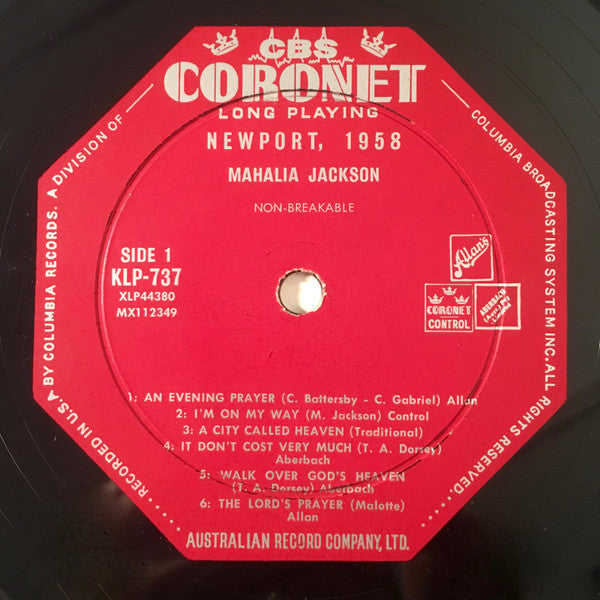 CBS
CORONET
LONG PLAYING
NEWPORT, 1958
MAHALIA JACKSON
NON-BREAKABLE
SIDE 1
KLP-737
XLP44380
MX112349
Allan's
CORONET
CONTROL
1: AN EVENING PRAYER (C. Battersby - C. Gabriel) Allan
2: I'M ON MY WAY (M. Jackson) Control
3: A CITY CALLED HEAVEN (Traditional)
4: IT DON'T COST VERY MUCH (T. A. Dorsey)
Aberbach
5: WALK OVER GOD'S HEAVEN
(T. A. Dorsey) Aberbach
6: THE LORD'S PRAYER (Malotte)
Allan
AUSTRALIAN RECORD COMPANY, LTD.
RECORDED IN U.S.A BY COLUMBIA RECORDS. A DIVISION OF
COLUMBIA BROADCASTING SYSTEM INC. ALL RIGHTS RESERVED